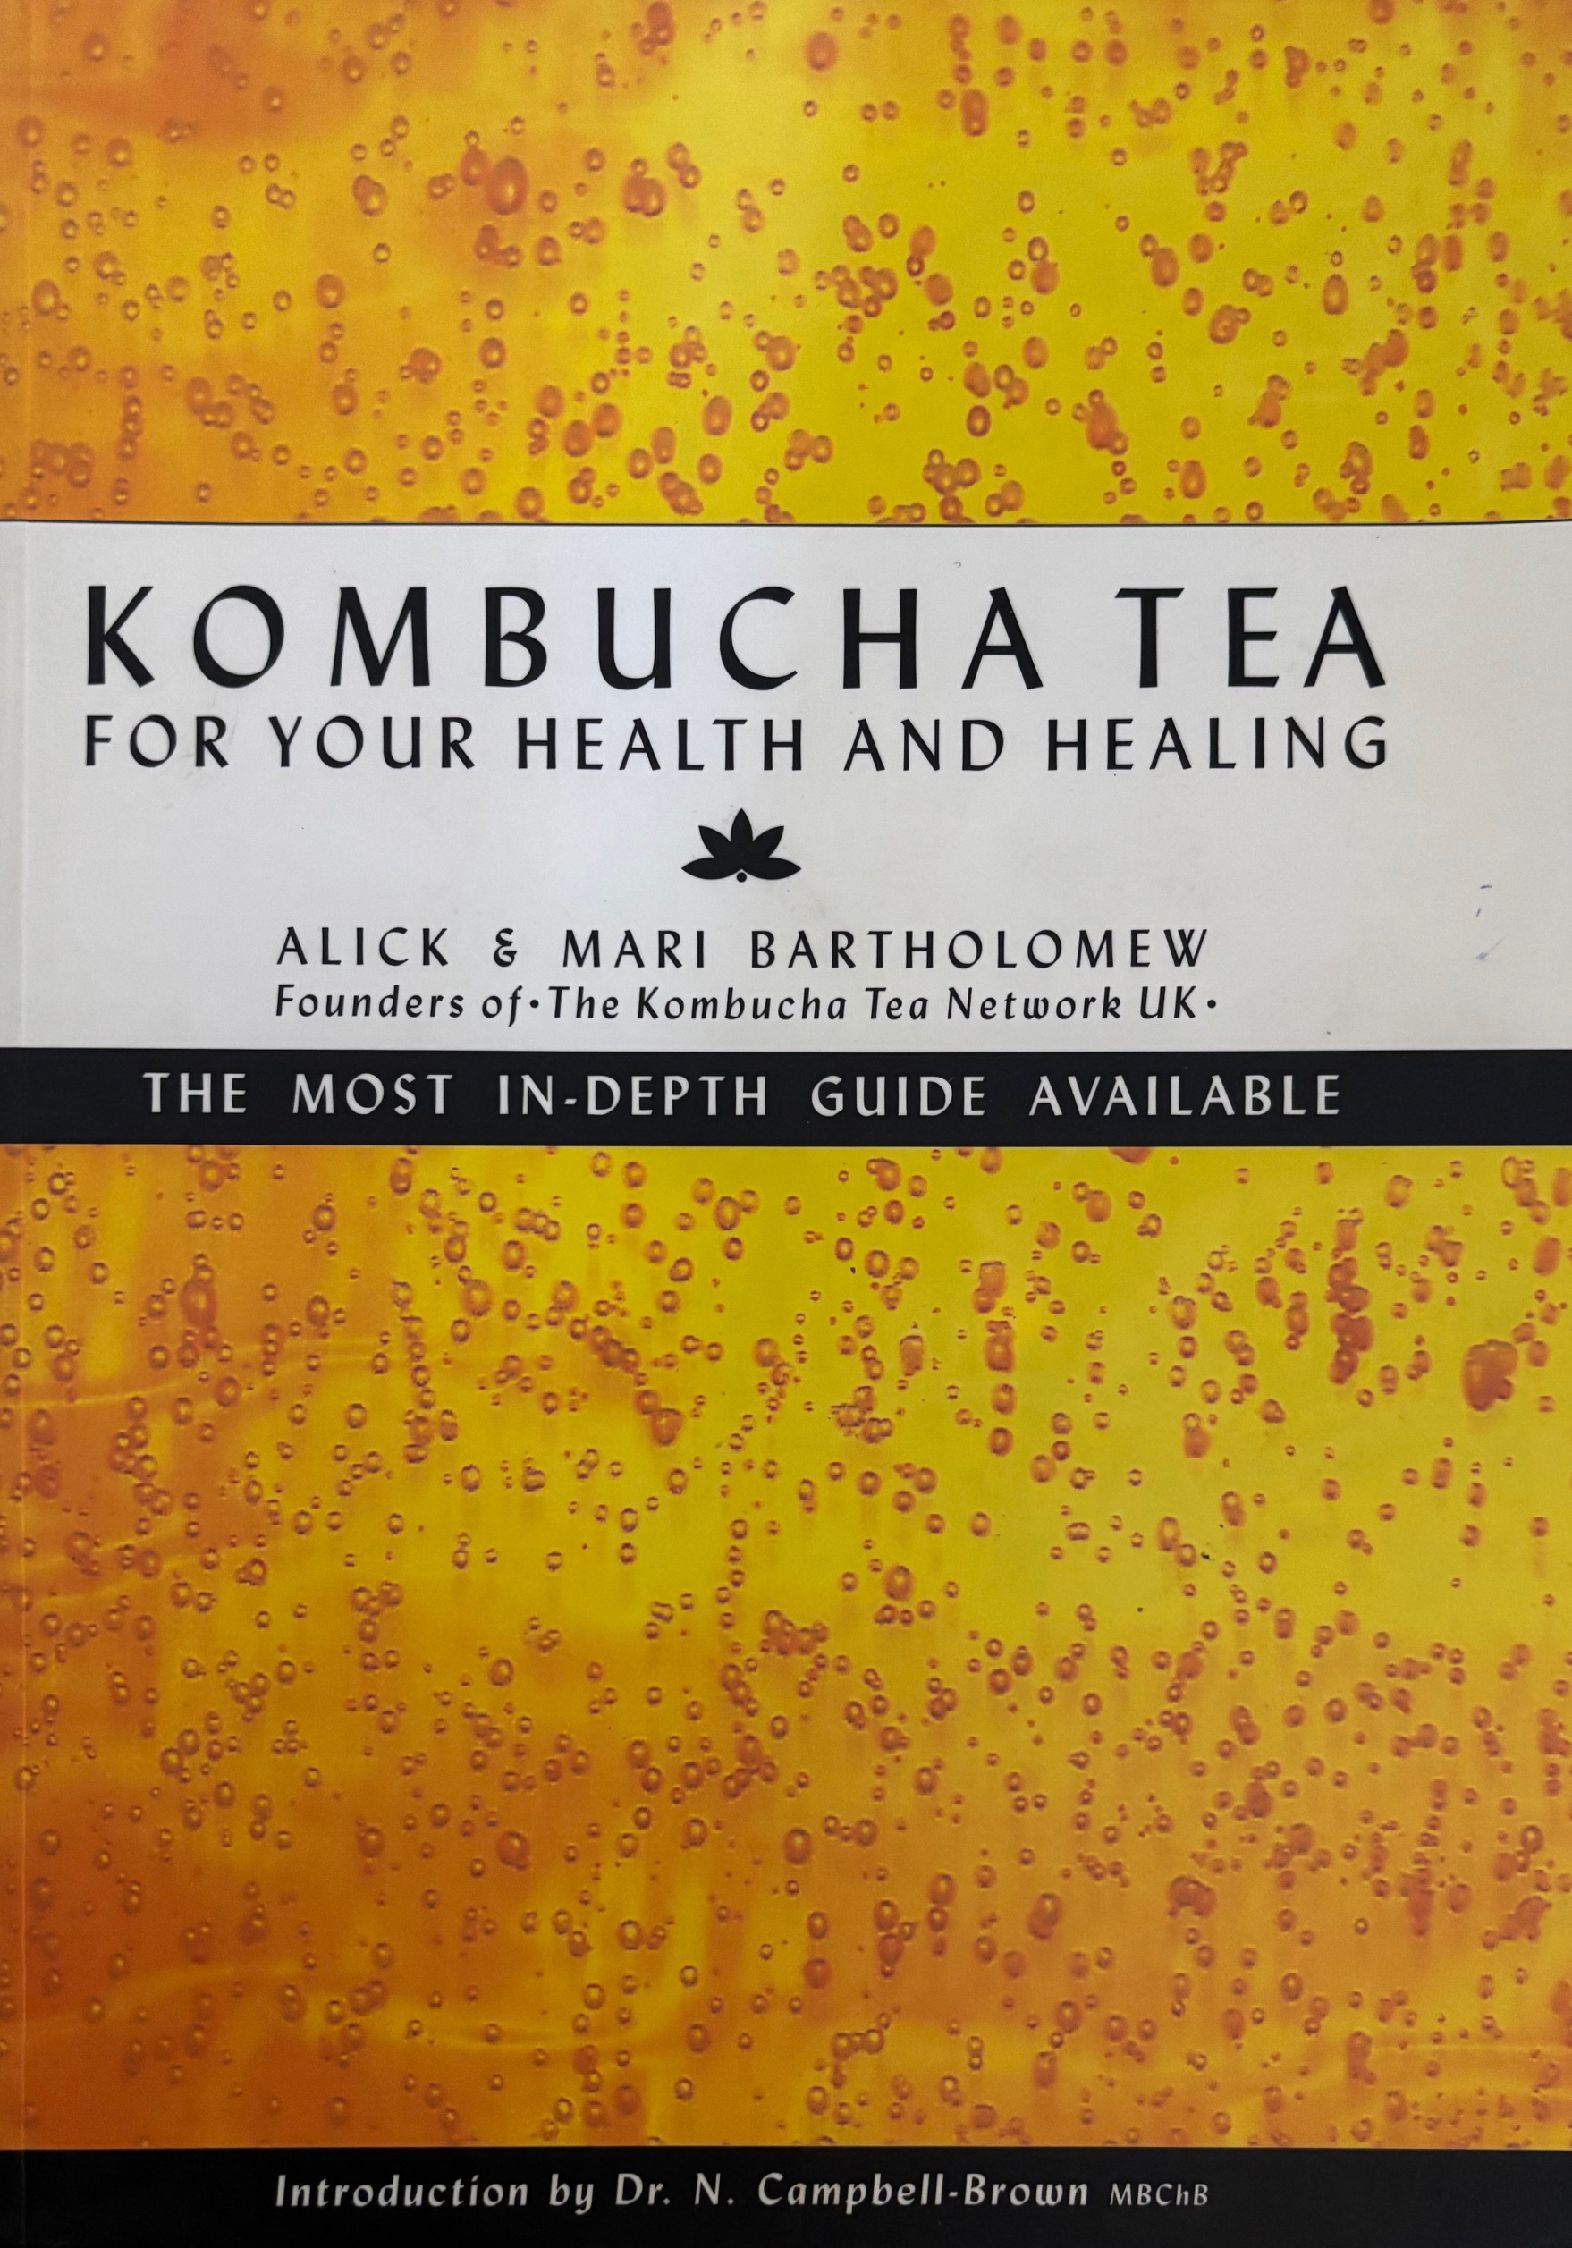 KOMBUCHA TEA
FOR YOUR HEALTH AND HEALING
ALICK & MARI BARTHOLOMEW
Founders of•The Kombucha Tea Network UK•
THE MOST IN-DEPTH GUIDE AVAILABLE
Introduction by Dr. N. Campbell-Brown MBChB